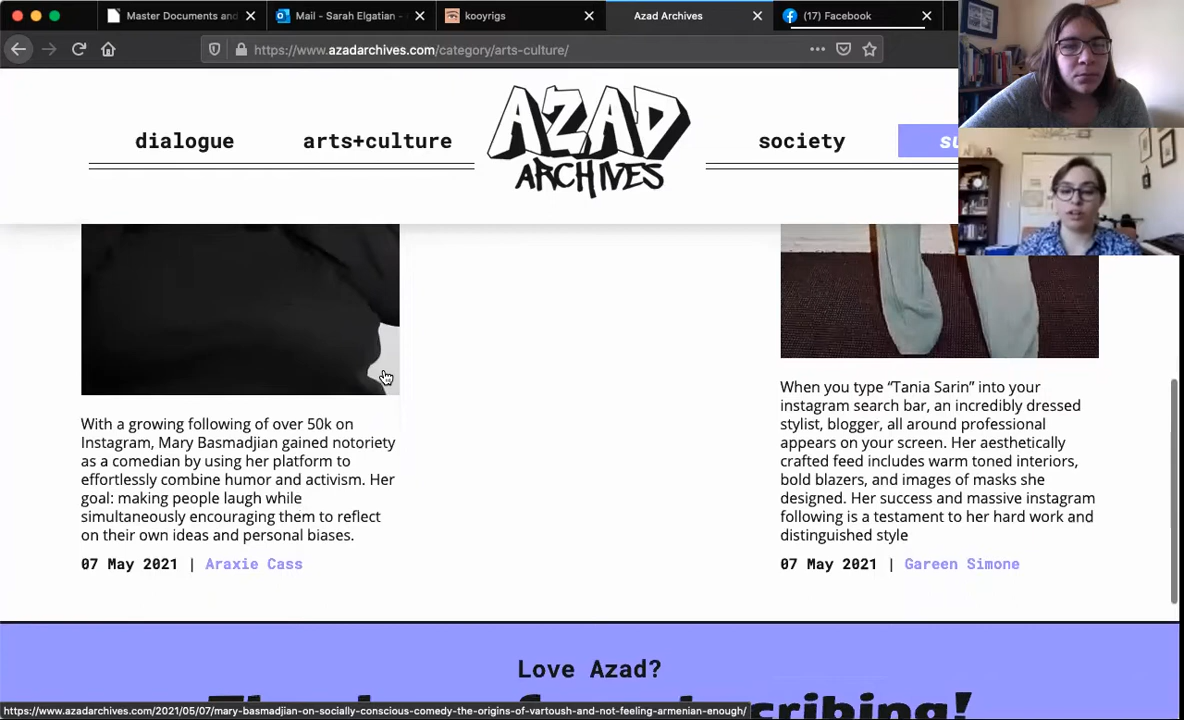 Master Documents and
Mail - Sarah Elgatian -
kooyrigs
Azad Archives
(17) Facebook
https://www.azadarchives.com/category/arts-culture/
dialogue
arts+culture
AZAD
ARCHIVES
society
With a growing following of over 50k on
Instagram, Mary Basmadjian gained notoriety
as a comedian by using her platform to
effortlessly combine humor and activism. Her
goal: making people laugh while
simultaneously encouraging them to reflect
on their own ideas and personal biases.
07 May 2021 | Araxie Cass
When you type “Tania Sarin” into your
instagram search bar, an incredibly dressed
stylist, blogger, all around professional
appears on your screen. Her aesthetically
crafted feed includes warm toned interiors,
bold blazers, and images of masks she
designed. Her success and massive instagram
following is a testament to her hard work and
distinguished style
07 May 2021 | Gareen Simone
Love Azad?
https://www.azadarchives.com/2021/05/07/mary-basmadjian-on-socially-conscious-comedy-the-origins-of-vartoush-and-not-feeling-armenian-enough/